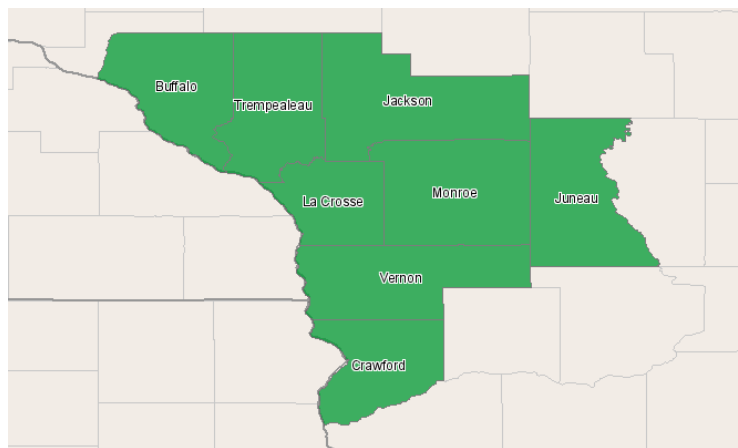 Buffalo
Trempealeau
Jackson
La Crosse
Monroe
Juneau
Vernon
Crawford